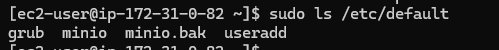 [ec2-user@ip-172-31-0-82 ~]$ sudo ls /etc/default
grub  minio  minio.bak  useradd